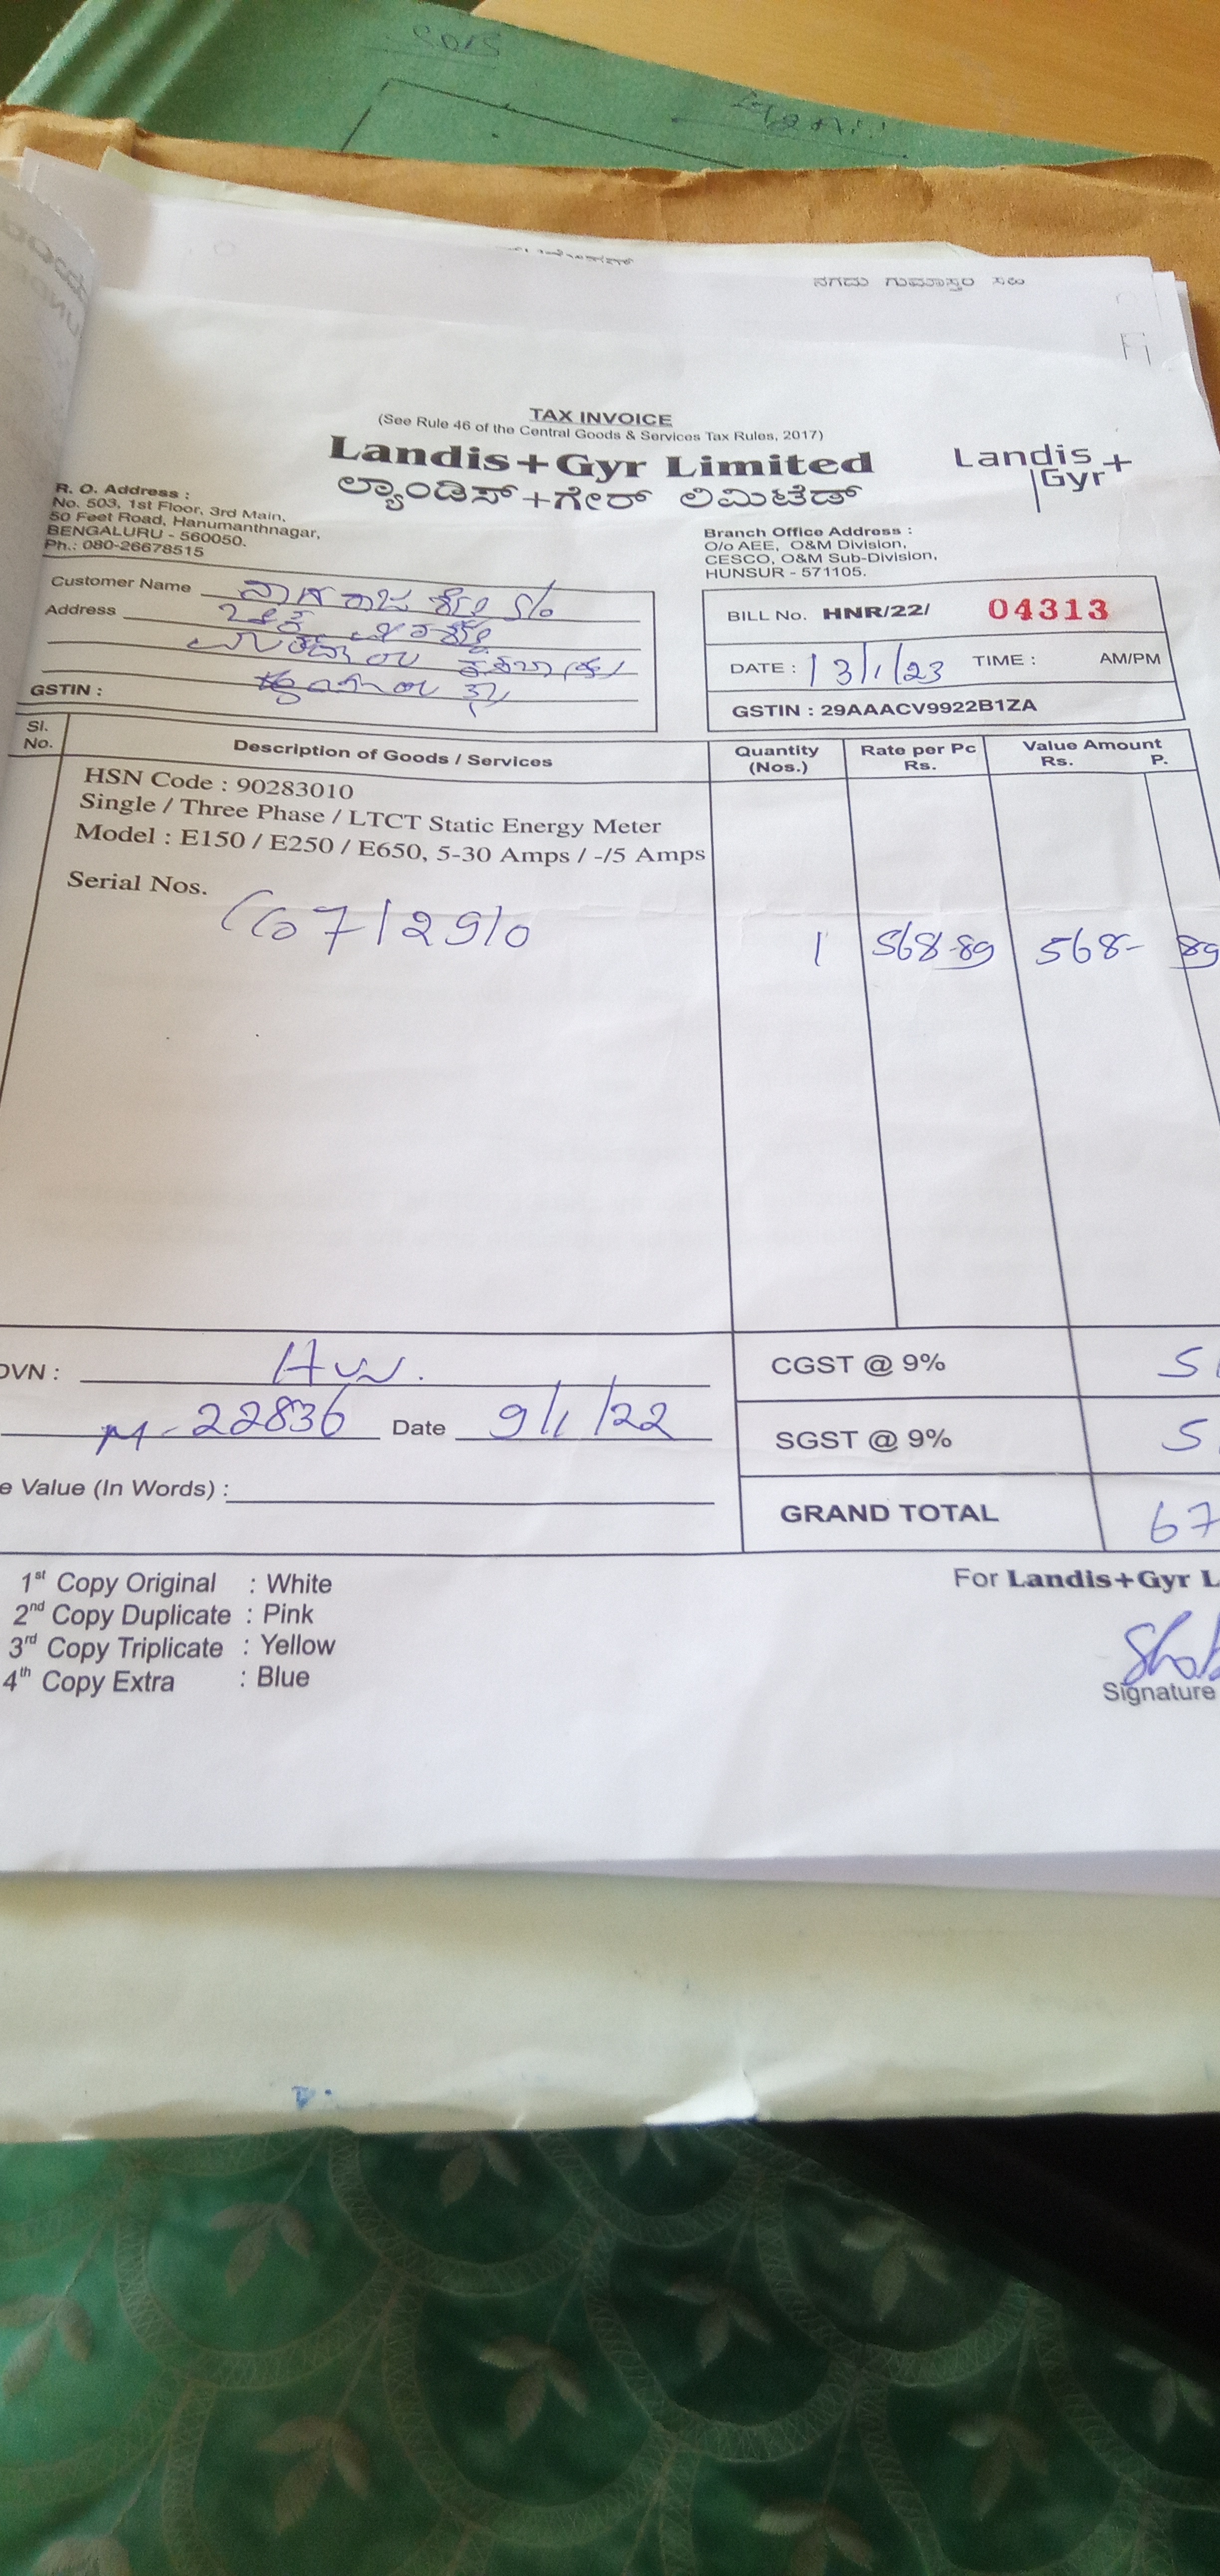 ನಗದು ಗುಮಾಸ್ತರ ಸಹಿ
TAX INVOICE
(See Rule 46 of the Central Goods & Services Tax Rules, 2017)
Landis+Gyr Limited
ಲ್ಯಾಂಡಿಸ್+ಗೇರ್ ಲಿಮಿಟೆಡ್
Landis
Gyr+
R. O. Address :
No. 503, 1st Floor, 3rd Main,
50 Feet Road, Hanumanthnagar,
BENGALURU - 560050.
Ph.: 080-26678515
Branch Office Address :
O/o AEE, O&M Division,
CESCO, O&M Sub-Division,
HUNSUR - 571105.
Customer Name S/o
Address
GSTIN :
BILL No. HNR/22/ 04313
DATE : 13/1/23 TIME : AM/PM
GSTIN : 29AAACV9922B1ZA
Sl. No. Description of Goods / Services Quantity (Nos.) Rate per Pc Rs. Value Amount Rs. P.
HSN Code : 90283010
Single / Three Phase / LTCT Static Energy Meter
Model : E150 / E250 / E650, 5-30 Amps / -/5 Amps
Serial Nos.
1 568-89 568- 89
DVN :
CGST @ 9% 5
M-22836 Date 9/1/22
SGST @ 9% 5
e Value (In Words) :
GRAND TOTAL 67
1st Copy Original : White
2nd Copy Duplicate : Pink
3rd Copy Triplicate : Yellow
4th Copy Extra : Blue
For Landis+Gyr L
Signature